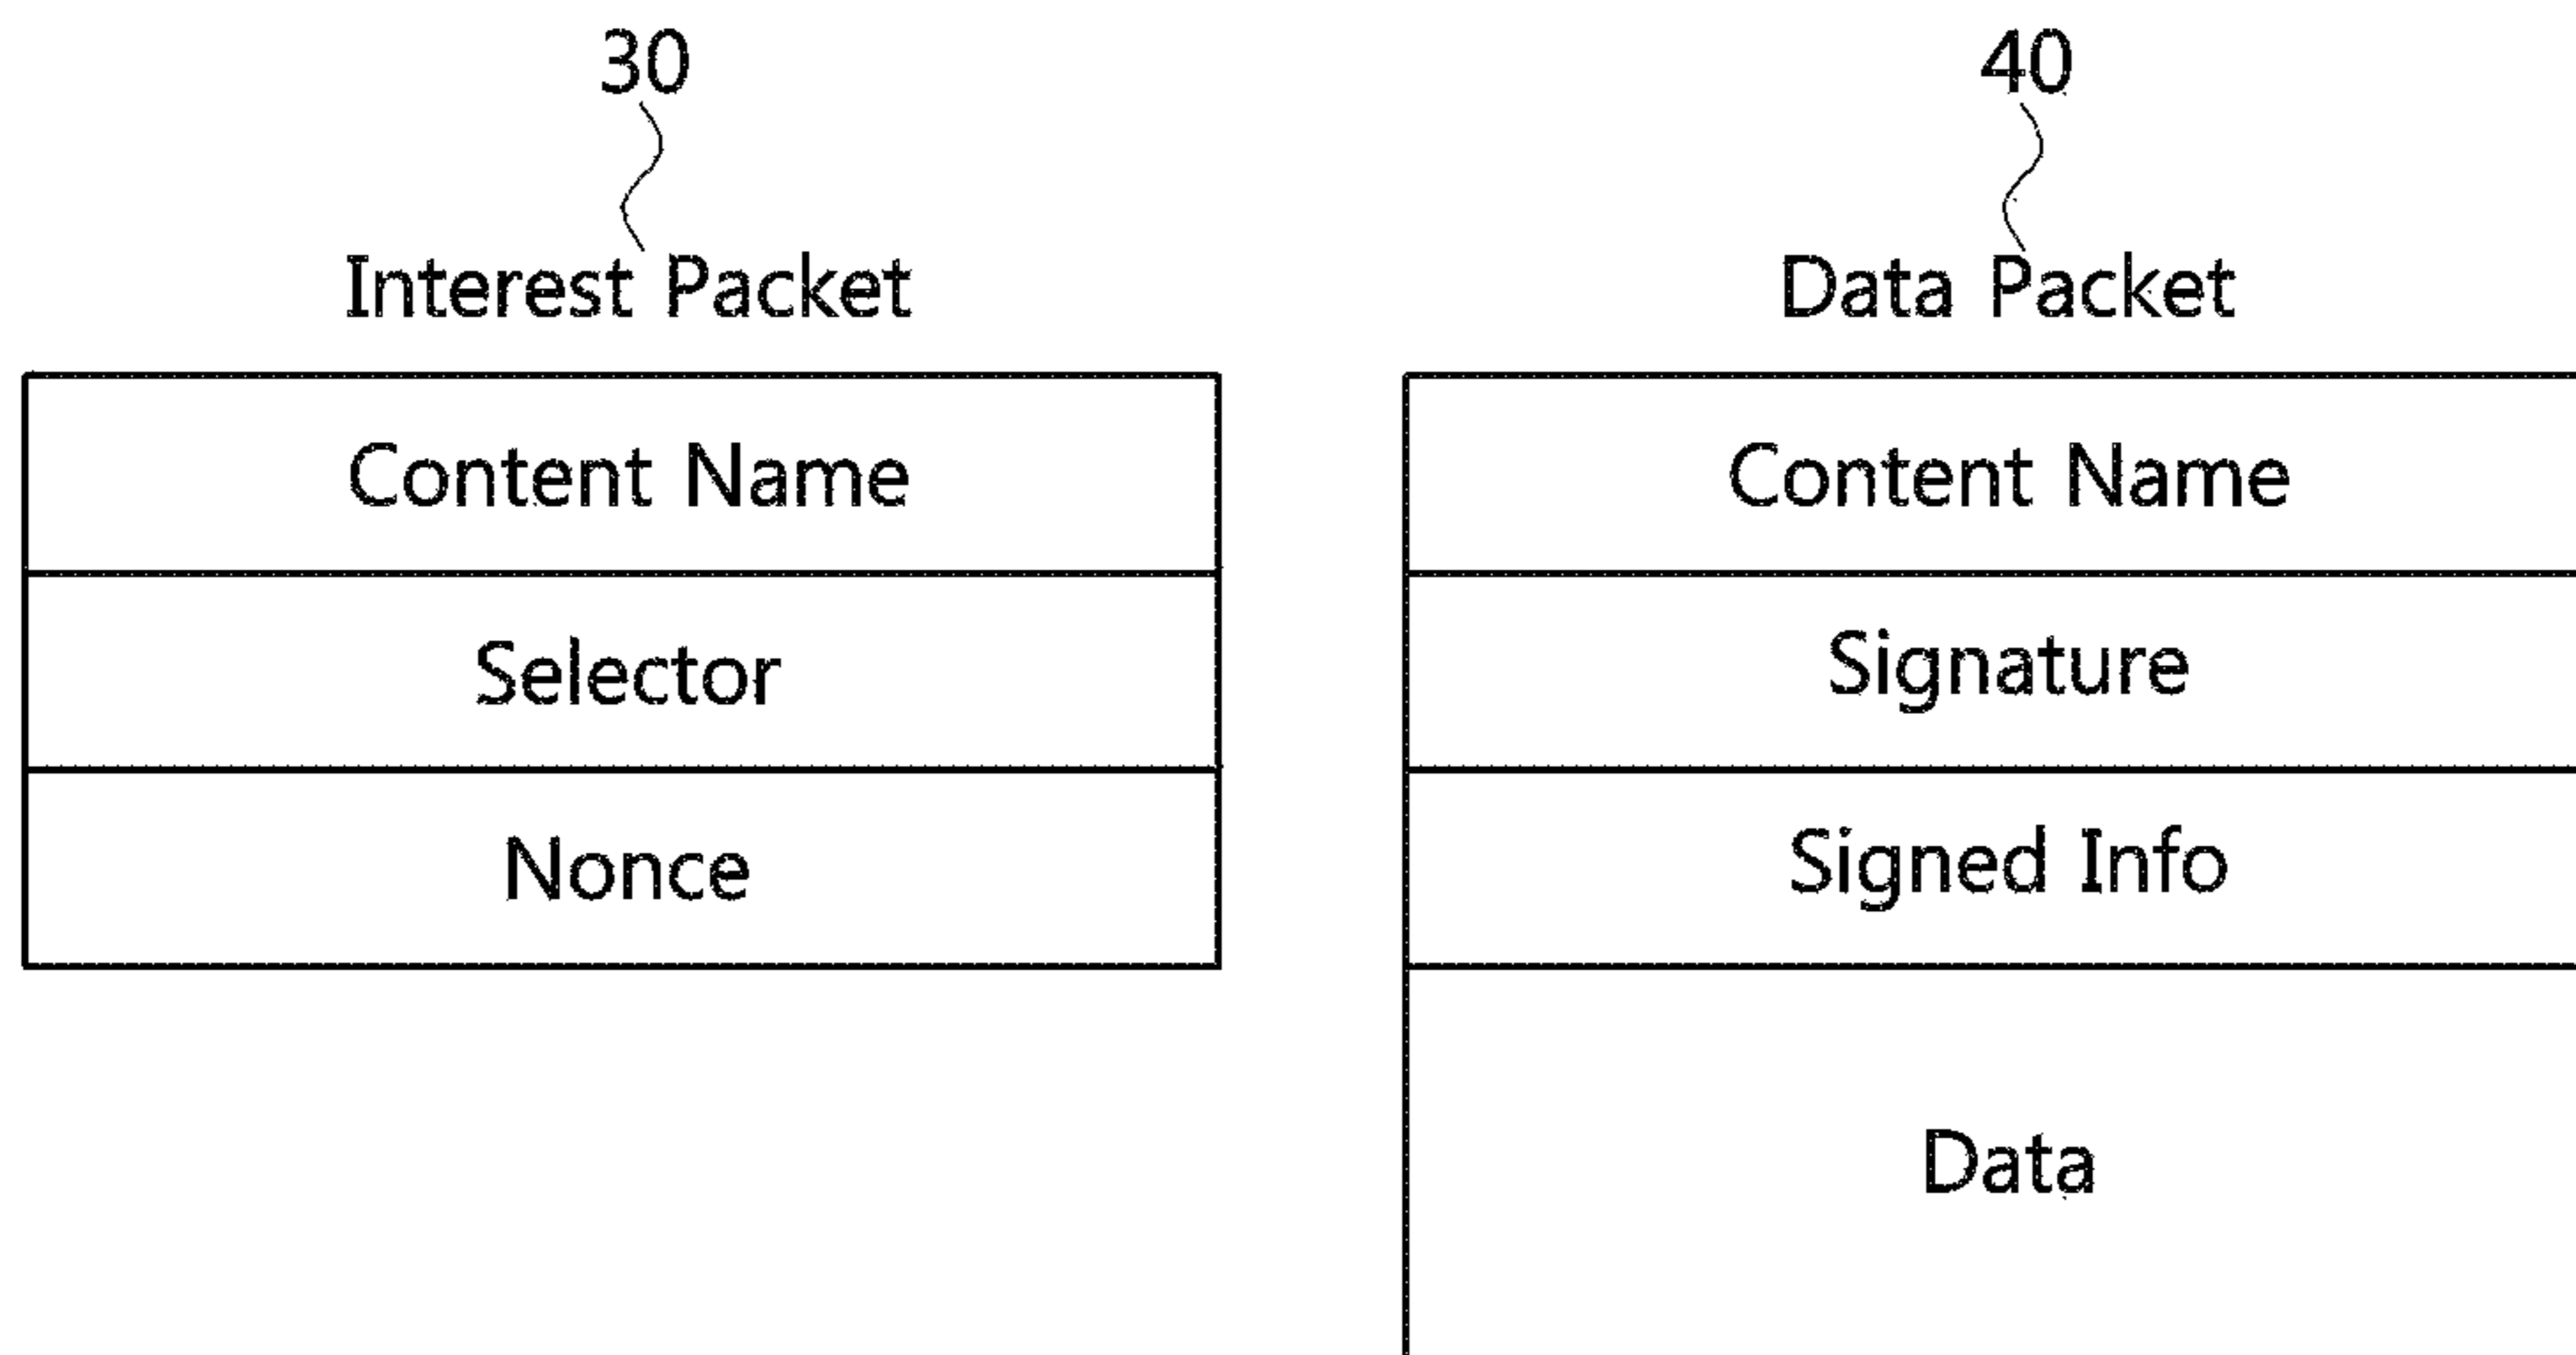 30
Interest Packet
Content Name
Selector
Nonce
40
Data Packet
Content Name
Signature
Signed Info
Data